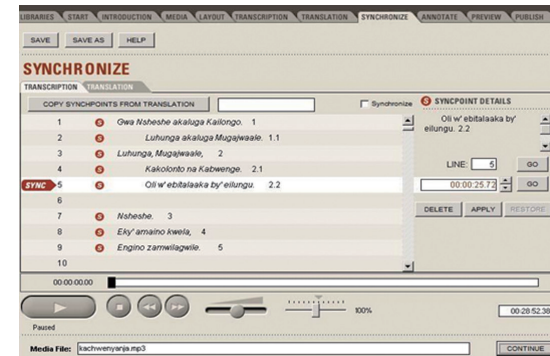 LIBRARIES START INTRODUCTION MEDIA LAYOUT TRANSCRIPTION TRANSLATION SYNCHRONIZE ANNOTATE PREVIEW PUBLISH
SAVE SAVE AS HELP
SYNCHRONIZE
TRANSCRIPTION TRANSLATION
COPY SYNCHPOINTS FROM TRANSLATION Synchronize
1 S Gwa Nsheshe akaluga Kailongo. 1
2 S Luhunga akaluga Mugajwaale. 1.1
3 S Luhunga, Mugajwaale, 2
4 S Kakolonto na Kabwenge. 2.1
SYNC 5 S Oli w' ebitalaaka by' eilungu. 2.2
6
7 S Nsheshe. 3
8 S Eky' amaino kwela, 4
9 S Engino zamwilagwile. 5
10
S SYNCPOINT DETAILS
Oli w' ebitalaaka by'
eilungu. 2.2
LINE: 5 GO
00:00:25.72 GO
DELETE APPLY RESTORE
00:00:00.00
100% 00:28:52.38
Paused
Media File: kachwenyanja.mp3 CONTINUE